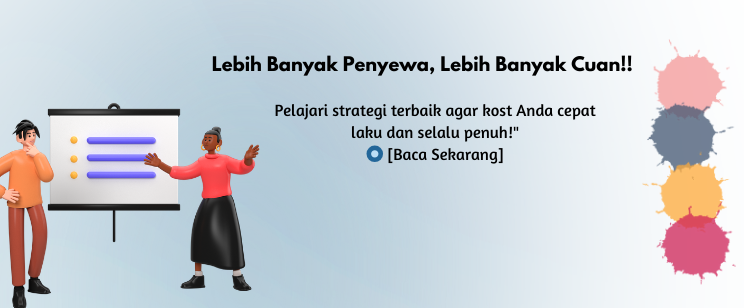 Lebih Banyak Penyewa, Lebih Banyak Cuan!!
Pelajari strategi terbaik agar kost Anda cepat
laku dan selalu penuh!"
[Baca Sekarang]